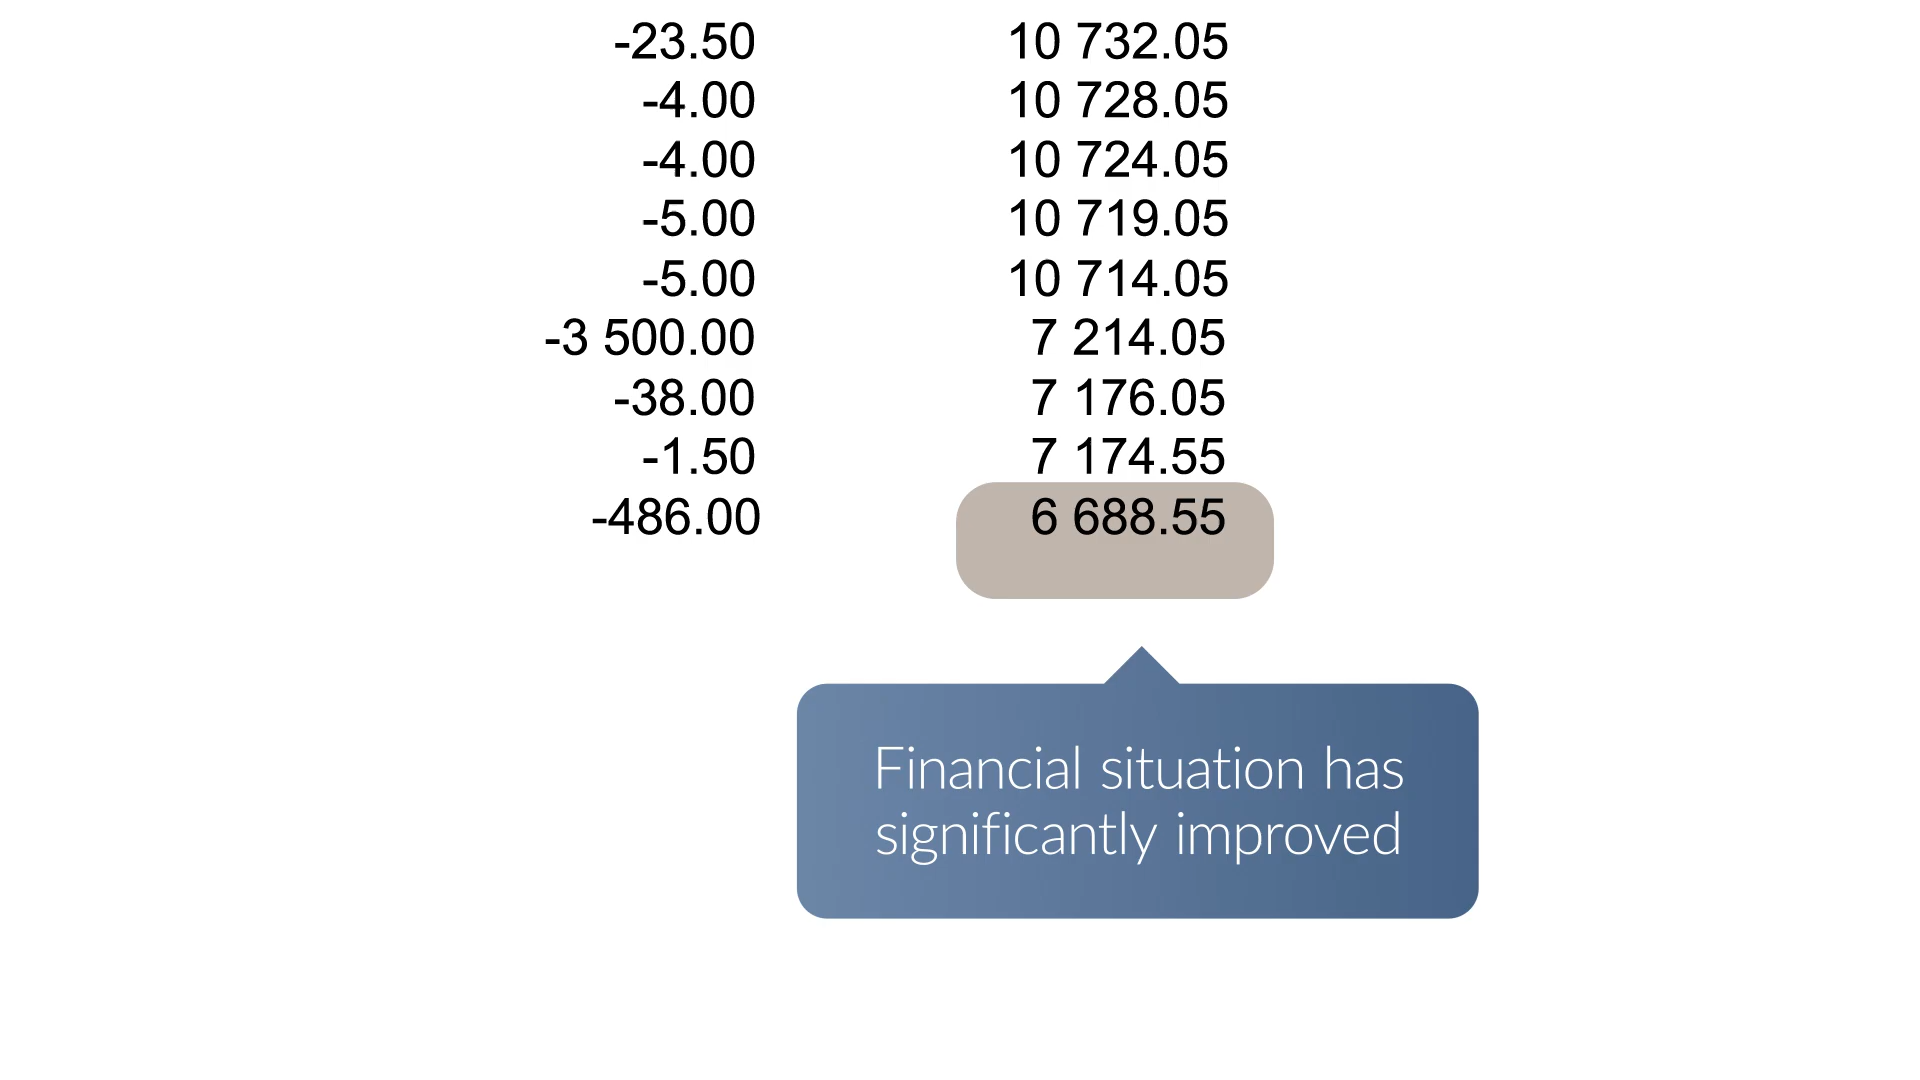 -23.50 10 732.05
-4.00 10 728.05
-4.00 10 724.05
-5.00 10 719.05
-5.00 10 714.05
-3 500.00 7 214.05
-38.00 7 176.05
-1.50 7 174.55
-486.00 6 688.55
Financial situation has
significantly improved